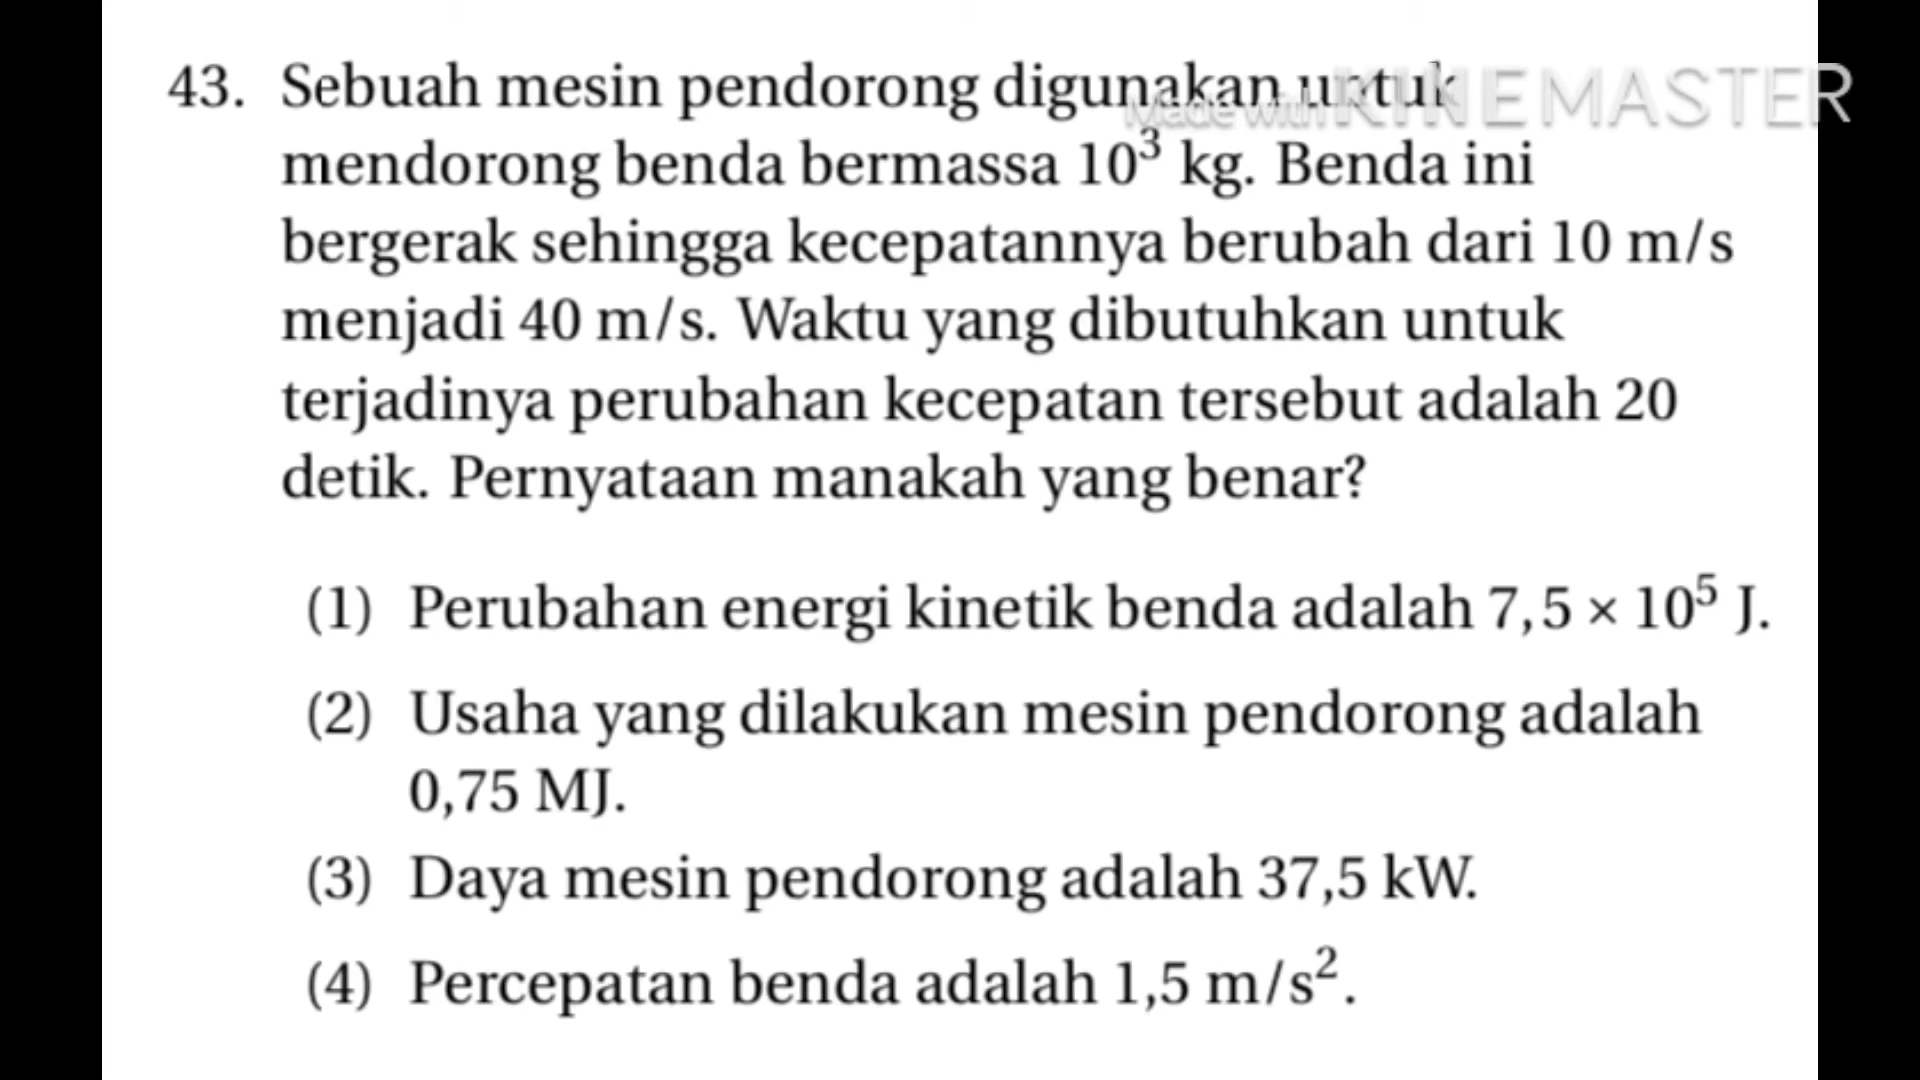 Made with KINEMASTER
43. Sebuah mesin pendorong digunakan untuk
mendorong benda bermassa 10³ kg. Benda ini
bergerak sehingga kecepatannya berubah dari 10 m/s
menjadi 40 m/s. Waktu yang dibutuhkan untuk
terjadinya perubahan kecepatan tersebut adalah 20
detik. Pernyataan manakah yang benar?
(1) Perubahan energi kinetik benda adalah 7,5 × 10⁵ J.
(2) Usaha yang dilakukan mesin pendorong adalah
0,75 MJ.
(3) Daya mesin pendorong adalah 37,5 kW.
(4) Percepatan benda adalah 1,5 m/s².